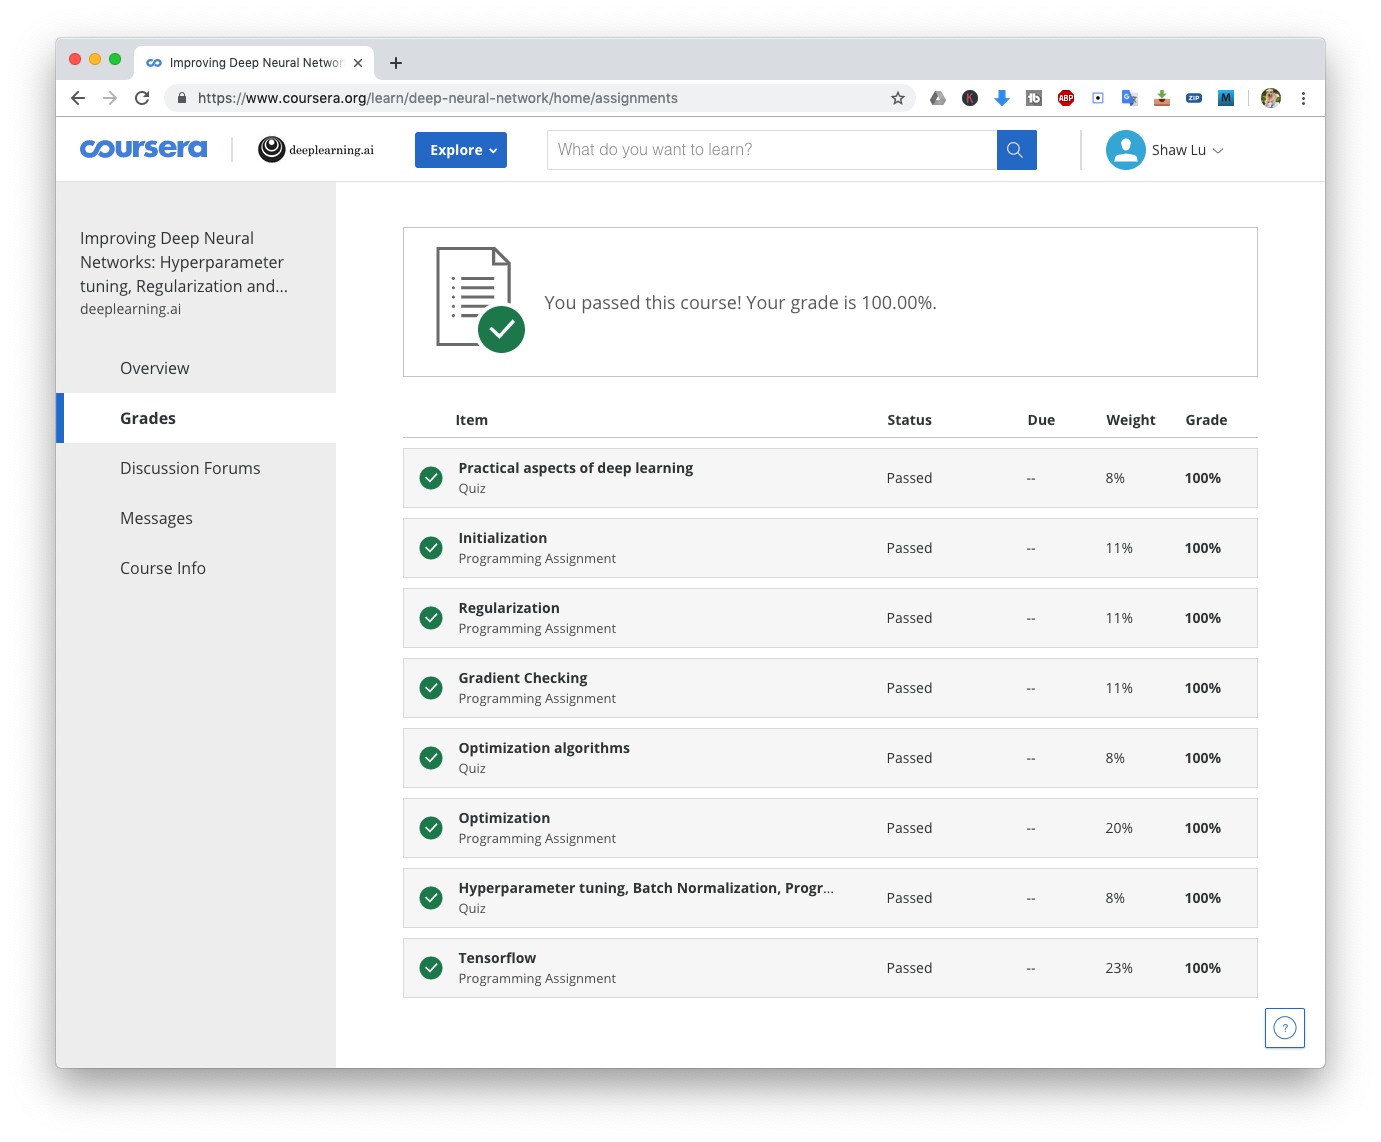 Improving Deep Neural Networ
https://www.coursera.org/learn/deep-neural-network/home/assignments
K
1b
ABP
G
ZIP
M
coursera
deeplearning.ai
Explore
What do you want to learn?
Shaw Lu
Improving Deep Neural
Networks: Hyperparameter
tuning, Regularization and...
deeplearning.ai
Overview
Grades
Discussion Forums
Messages
Course Info
You passed this course! Your grade is 100.00%.
Item Status Due Weight Grade
Practical aspects of deep learning
Quiz
Passed -- 8% 100%
Initialization
Programming Assignment
Passed -- 11% 100%
Regularization
Programming Assignment
Passed -- 11% 100%
Gradient Checking
Programming Assignment
Passed -- 11% 100%
Optimization algorithms
Quiz
Passed -- 8% 100%
Optimization
Programming Assignment
Passed -- 20% 100%
Hyperparameter tuning, Batch Normalization, Progr...
Quiz
Passed -- 8% 100%
Tensorflow
Programming Assignment
Passed -- 23% 100%
?